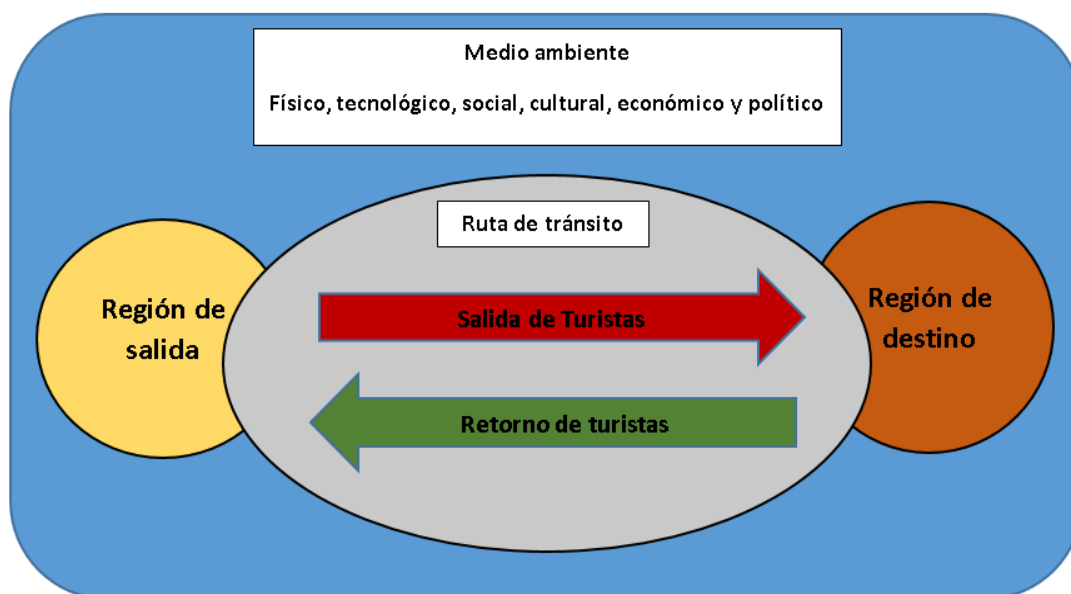 Medio ambiente
Físico, tecnológico, social, cultural, económico y político
Ruta de tránsito
Región de
salida
Salida de Turistas
Región de
destino
Retorno de turistas